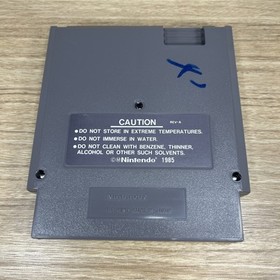 CAUTION
REV-A
• DO NOT STORE IN EXTREME TEMPERATURES.
• DO NOT IMMERSE IN WATER.
• DO NOT CLEAN WITH BENZENE, THINNER,
ALCOHOL OR OTHER SUCH SOLVENTS.
©Nintendo® 1985